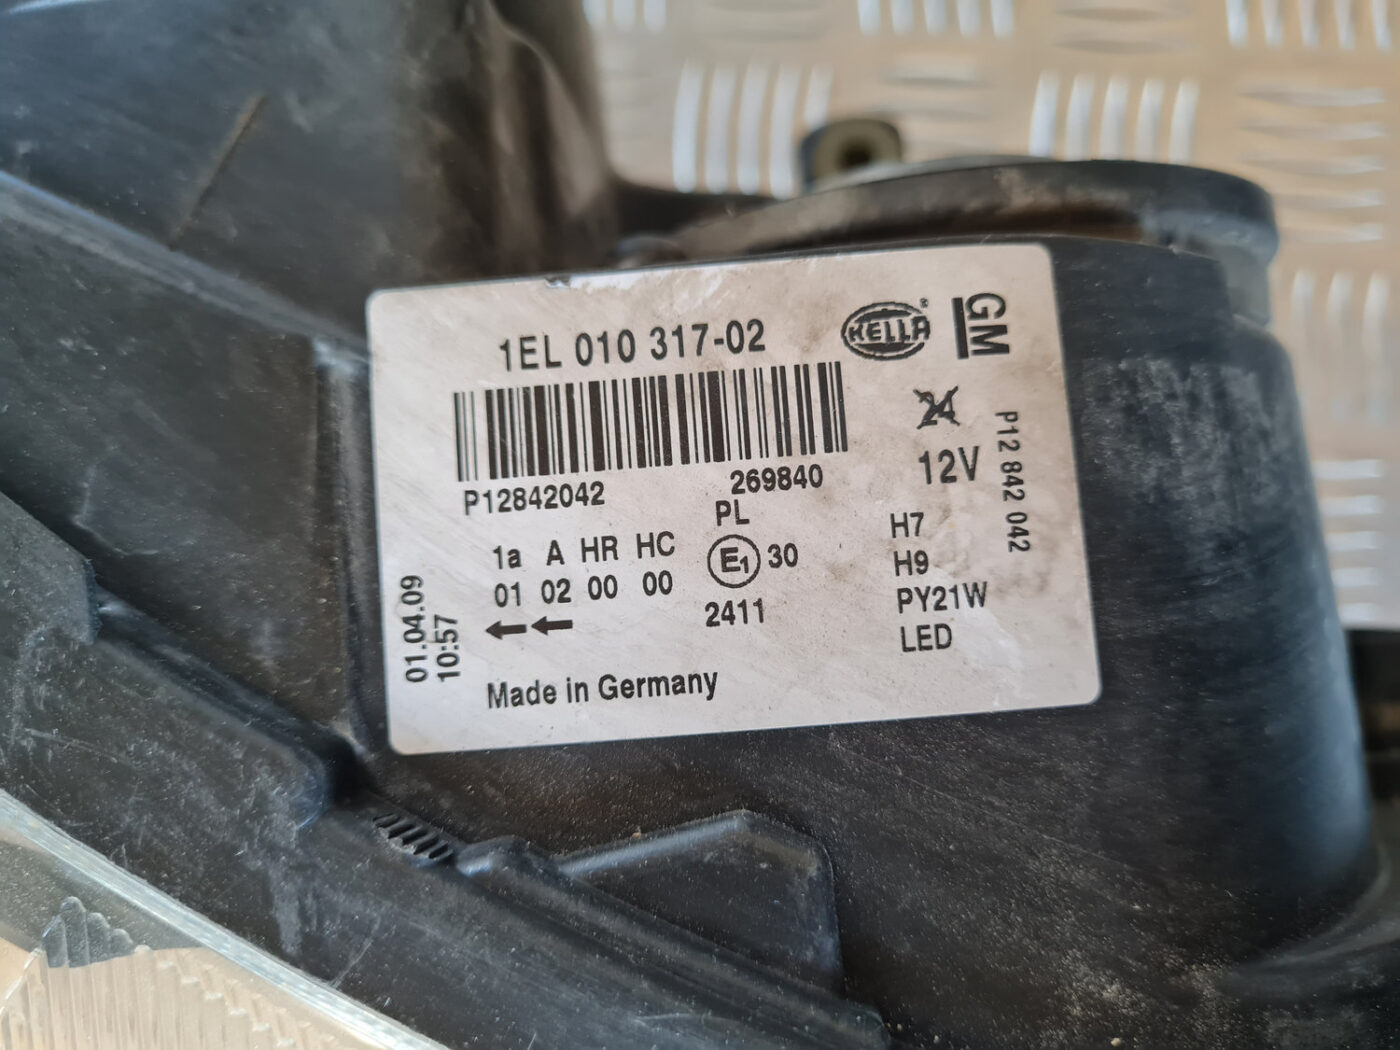 1EL 010 317-02
HELLA ®
GM
24
12V
P12 842 042
P12842042 269840
PL
1a A HR HC
01 02 00 00
E1 30
2411
H7
H9
PY21W
LED
01.04.09
10:57
Made in Germany